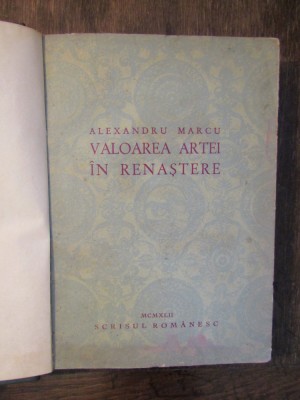 ALEXANDRU MARCU
VALOAREA ARTEI
ÎN RENAȘTERE
MCMXLII
SCRISUL ROMÂNESC